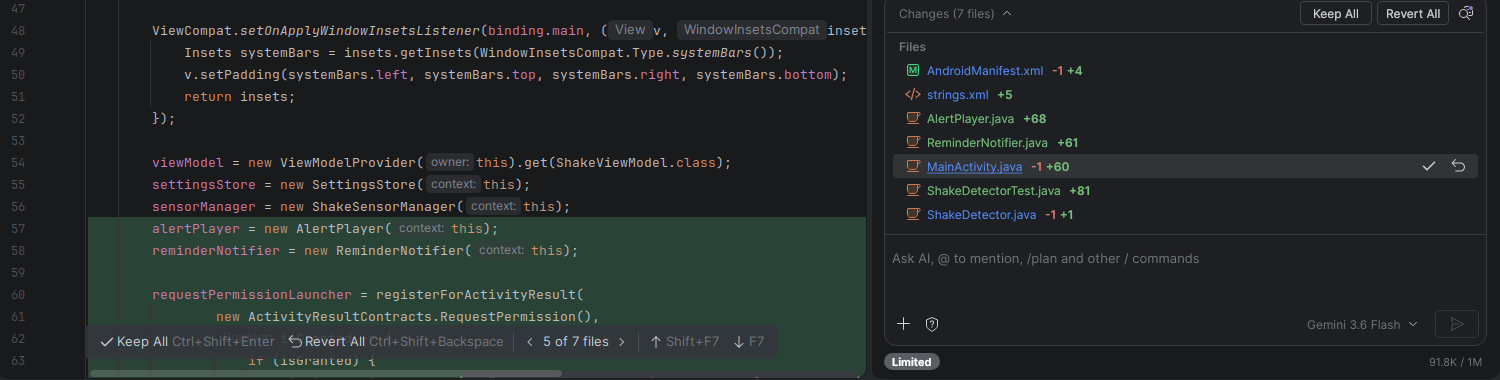 47
48 ViewCompat.setOnApplyWindowInsetsListener(binding.main, ( View v, WindowInsetsCompat inset
49 Insets systemBars = insets.getInsets(WindowInsetsCompat.Type.systemBars());
50 v.setPadding(systemBars.left, systemBars.top, systemBars.right, systemBars.bottom);
51 return insets;
52 });
53
54 viewModel = new ViewModelProvider( owner: this).get(ShakeViewModel.class);
55 settingsStore = new SettingsStore( context: this);
56 sensorManager = new ShakeSensorManager( context: this);
57 alertPlayer = new AlertPlayer( context: this);
58 reminderNotifier = new ReminderNotifier( context: this);
59
60 requestPermissionLauncher = registerForActivityResult(
61 new ActivityResultContracts.RequestPermission(),
62
63 if (isGranted) {
Keep All Ctrl+Shift+Enter Revert All Ctrl+Shift+Backspace < 5 of 7 files > ↑ Shift+F7 ↓ F7
Changes (7 files) Keep All Revert All
Files
AndroidManifest.xml -1 +4
</> strings.xml +5
AlertPlayer.java +68
ReminderNotifier.java +61
MainActivity.java -1 +60
ShakeDetectorTest.java +81
ShakeDetector.java -1 +1
Ask AI, @ to mention, /plan and other / commands
Gemini 3.6 Flash
Limited 91.8K / 1M